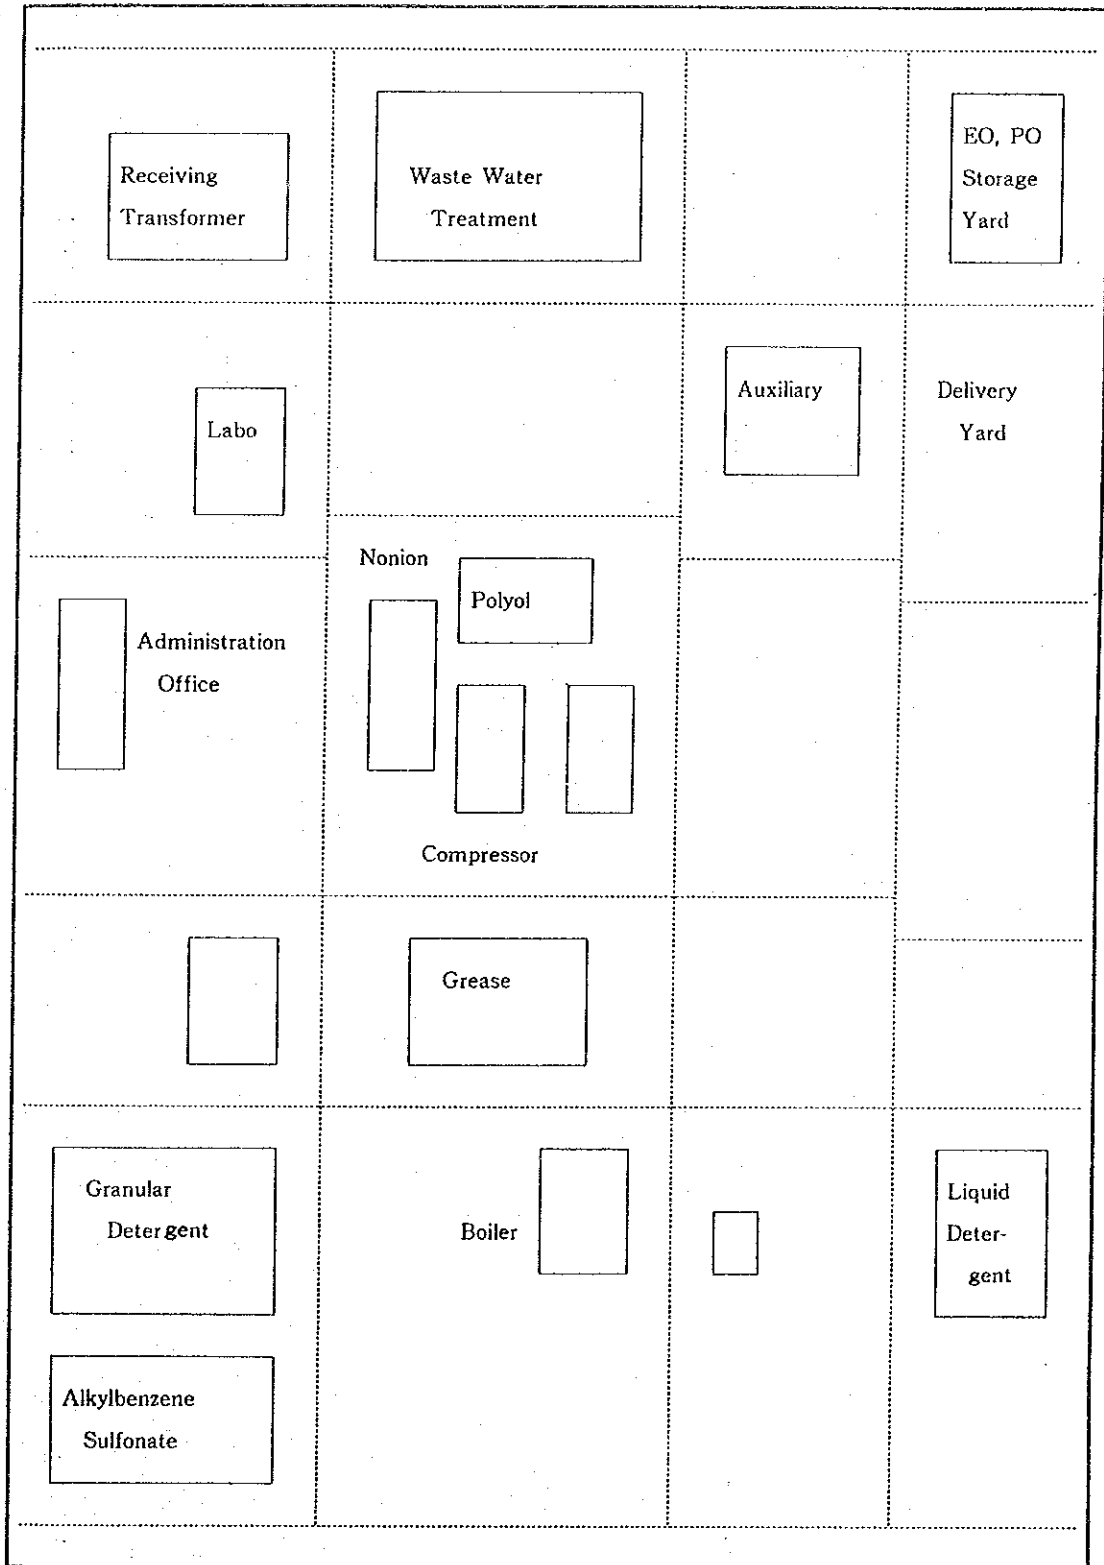 Receiving
Transformer
Waste Water
Treatment
EO, PO
Storage
Yard
Labo
Auxiliary
Delivery
Yard
Nonion
Polyol
Administration
Office
Compressor
Grease
Granular
Detergent
Boiler
Liquid
Deter-
gent
Alkylbenzene
Sulfonate